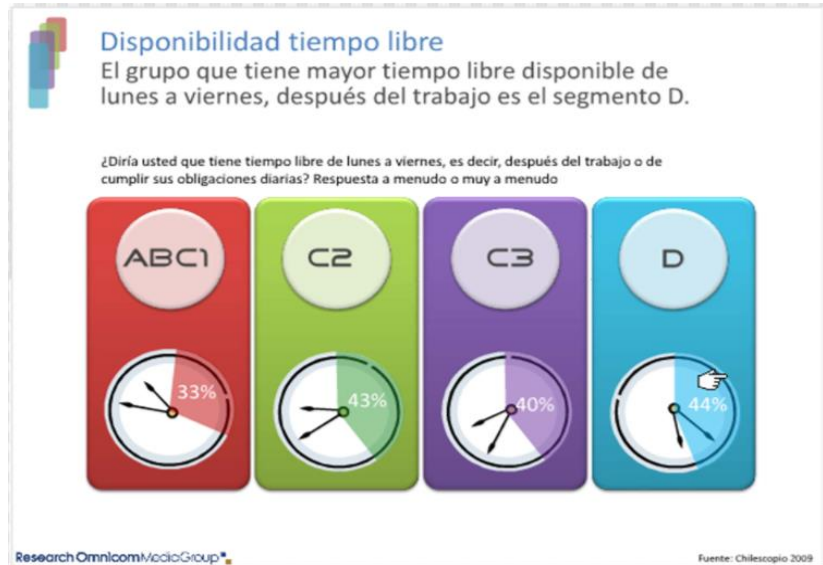 Disponibilidad tiempo libre
El grupo que tiene mayor tiempo libre disponible de
lunes a viernes, después del trabajo es el segmento D.
¿Diría usted que tiene tiempo libre de lunes a viernes, es decir, después del trabajo o de
cumplir sus obligaciones diarias? Respuesta a menudo o muy a menudo
ABC1
C2
C3
D
33%
43%
40%
44%
Research OmnicomMediaGroup
Fuente: Chilescopio 2009